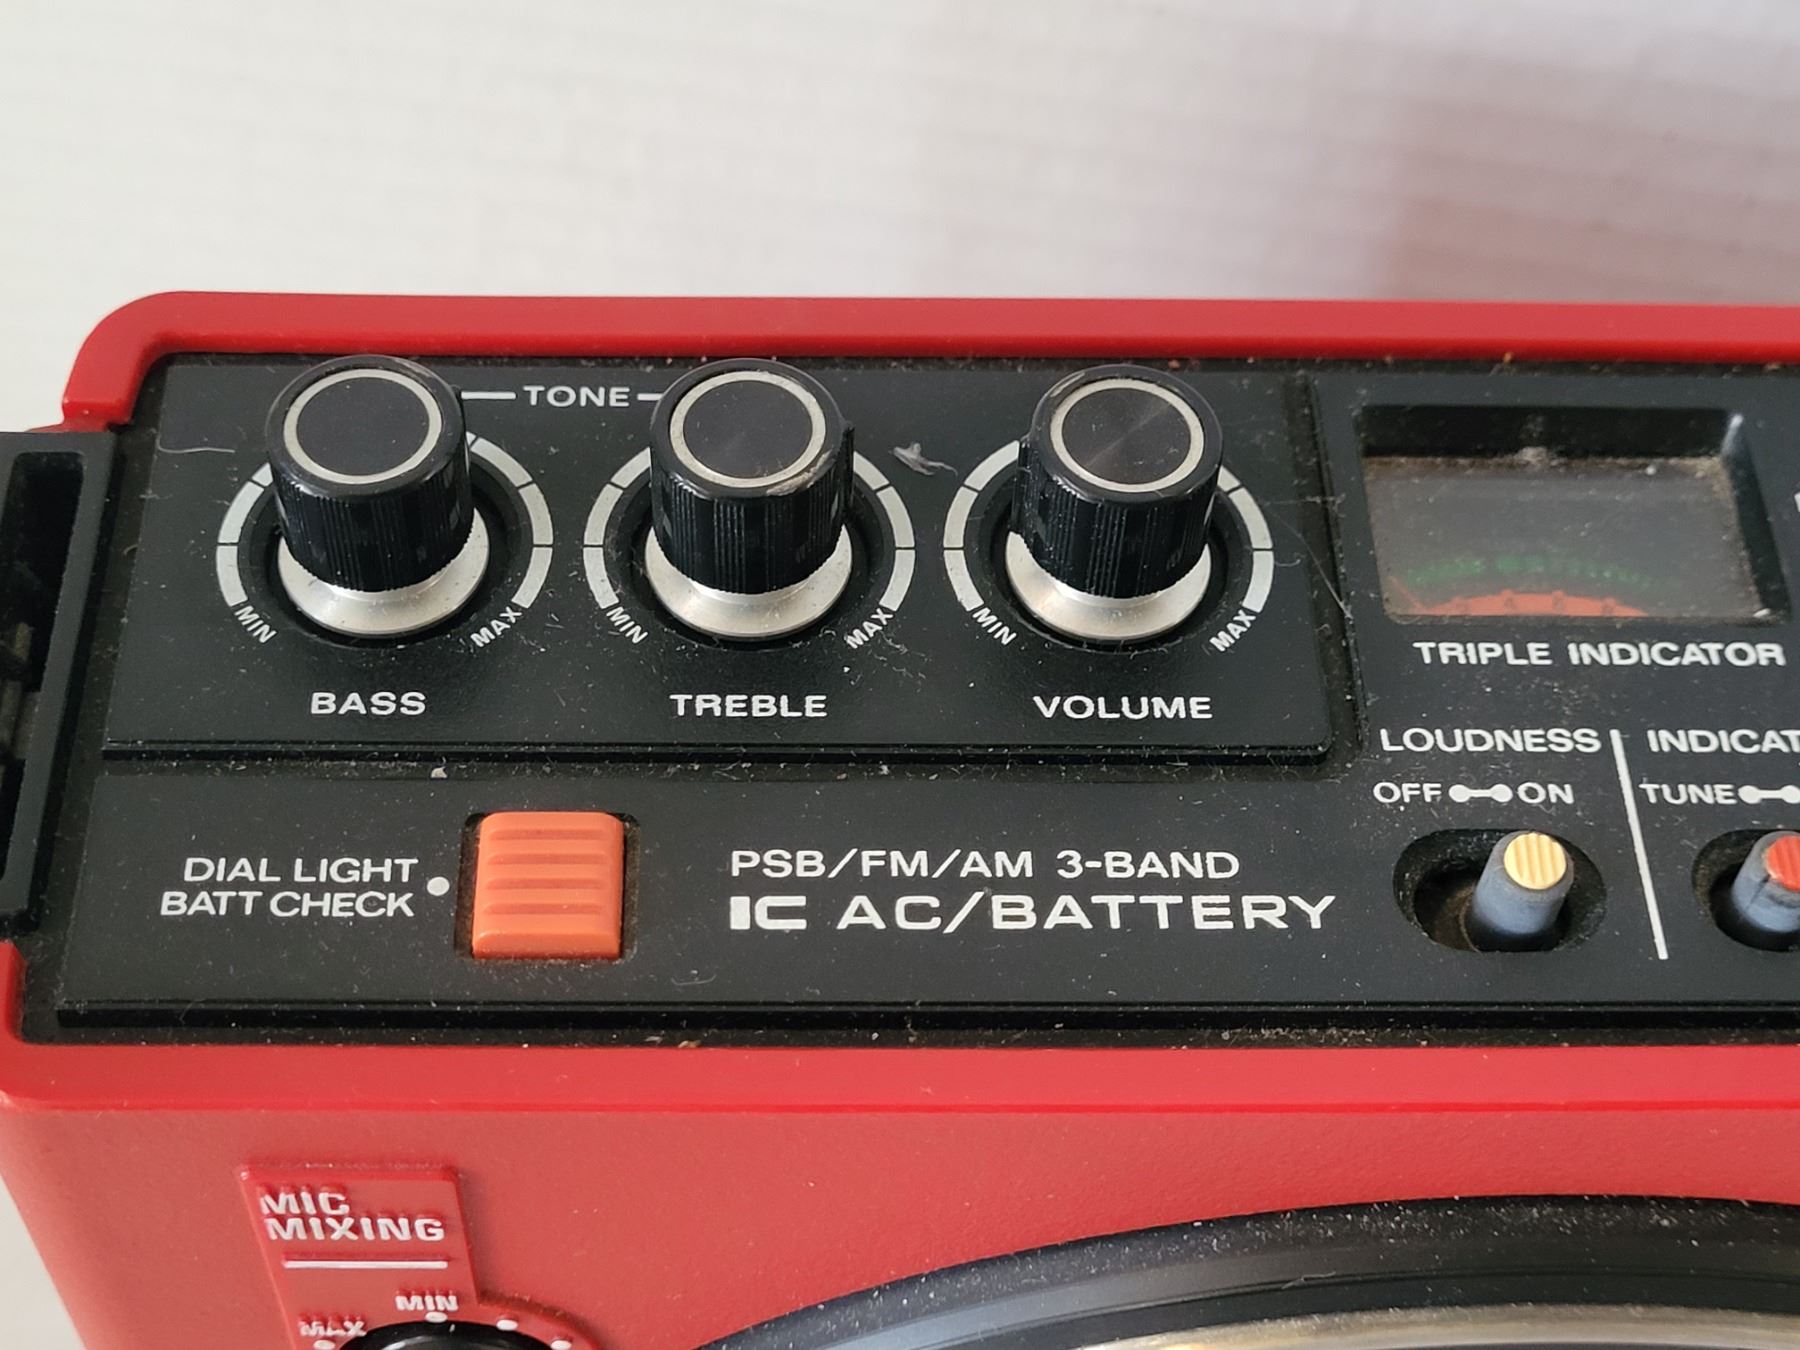 TONE
MIN MAX
MIN MAX
MIN MAX
BASS
TREBLE
VOLUME
TRIPLE INDICATOR
LOUDNESS
OFF ON
TUNE
DIAL LIGHT
BATT CHECK
PSB/FM/AM 3-BAND
IC AC/BATTERY
MIC
MIXING
MIN
MAX